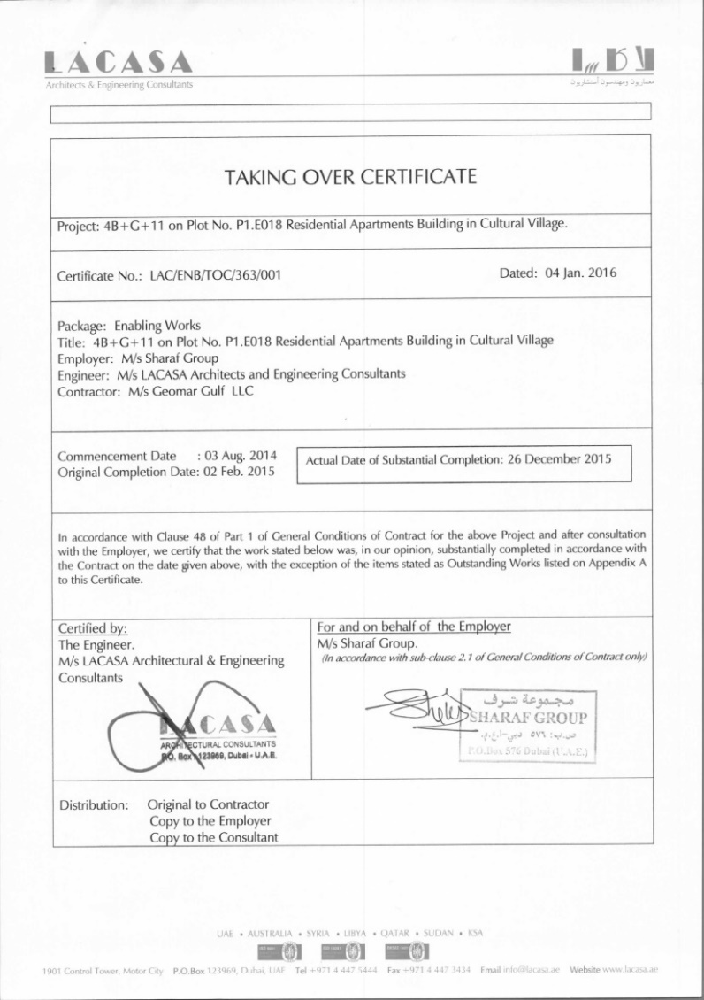 LACASA
Architects & Engineering Consultants
معماريون ومهندسون أستشاريون
TAKING OVER CERTIFICATE
Project: 4B+G+11 on Plot No. P1.E018 Residential Apartments Building in Cultural Village.
Certificate No.: LAC/ENB/TOC/363/001 Dated: 04 Jan. 2016
Package: Enabling Works
Title: 4B+G+11 on Plot No. P1.E018 Residential Apartments Building in Cultural Village
Employer: M/s Sharaf Group
Engineer: M/s LACASA Architects and Engineering Consultants
Contractor: M/s Geomar Gulf LLC
Commencement Date : 03 Aug. 2014
Original Completion Date: 02 Feb. 2015
Actual Date of Substantial Completion: 26 December 2015
In accordance with Clause 48 of Part 1 of General Conditions of Contract for the above Project and after consultation
with the Employer, we certify that the work stated below was, in our opinion, substantially completed in accordance with
the Contract on the date given above, with the exception of the items stated as Outstanding Works listed on Appendix A
to this Certificate.
Certified by:
The Engineer.
M/s LACASA Architectural & Engineering
Consultants
LACASA
ARCHITECTURAL CONSULTANTS
P.O. Box 123969, Dubai - U.A.E.
For and on behalf of the Employer
M/s Sharaf Group.
(In accordance with sub-clause 2.1 of General Conditions of Contract only)
مجموعة شرف
SHARAF GROUP
ص.ب: ٥٧٦ دبي-ا.ع.م.
P.O.Box 576 Dubai (U.A.E.)
Distribution: Original to Contractor
Copy to the Employer
Copy to the Consultant
UAE • AUSTRALIA • SYRIA • LIBYA • QATAR • SUDAN • KSA
1901 Control Tower, Motor City P.O.Box 123969, Dubai, UAE Tel +971 4 447 5444 Fax +971 4 447 3434 Email info@lacasa.ae Website www.lacasa.ae